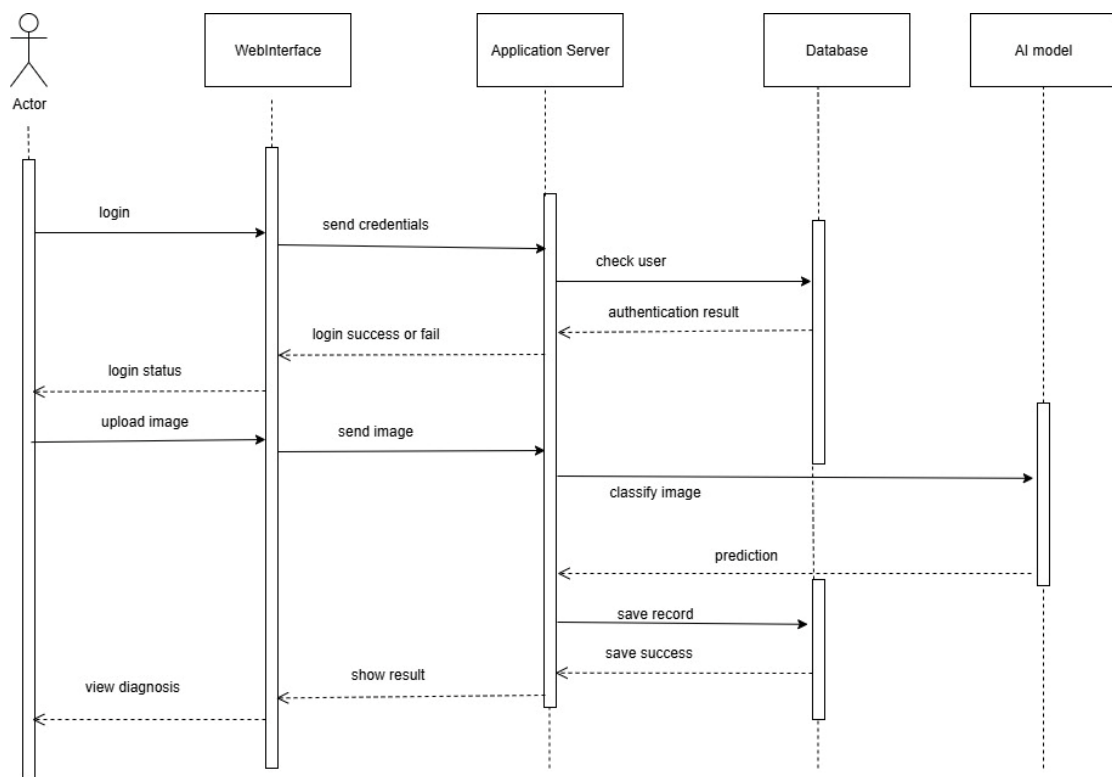 WebInterface
Application Server
Database
AI model
Actor
login
send credentials
check user
authentication result
login success or fail
login status
upload image
send image
classify image
prediction
save record
save success
show result
view diagnosis